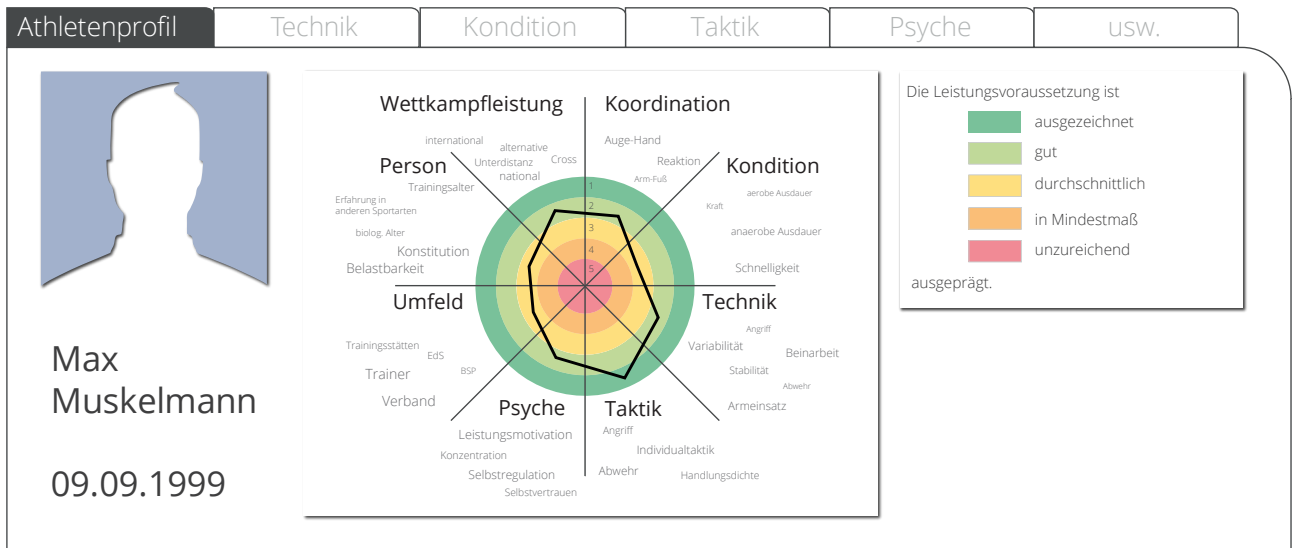 Athletenprofil
Technik
Kondition
Taktik
Psyche
usw.
Max
Muskelmann
09.09.1999
Wettkampfleistung
international
alternative
Unterdistanz
Cross
national
Koordination
Auge-Hand
Reaktion
Arm-Fuß
Kondition
aerobe Ausdauer
Kraft
anaerobe Ausdauer
Schnelligkeit
Technik
Angriff
Variabilität
Beinarbeit
Stabilität
Abwehr
Armeinsatz
Taktik
Angriff
Individualtaktik
Abwehr
Handlungsdichte
Psyche
Leistungsmotivation
Konzentration
Selbstregulation
Selbstvertrauen
Umfeld
Trainingsstätten
EdS
Trainer
BSP
Verband
Person
Trainingsalter
Erfahrung in
anderen Sportarten
biolog. Alter
Konstitution
Belastbarkeit
1
2
3
4
5
Die Leistungsvoraussetzung ist
ausgezeichnet
gut
durchschnittlich
in Mindestmaß
unzureichend
ausgeprägt.